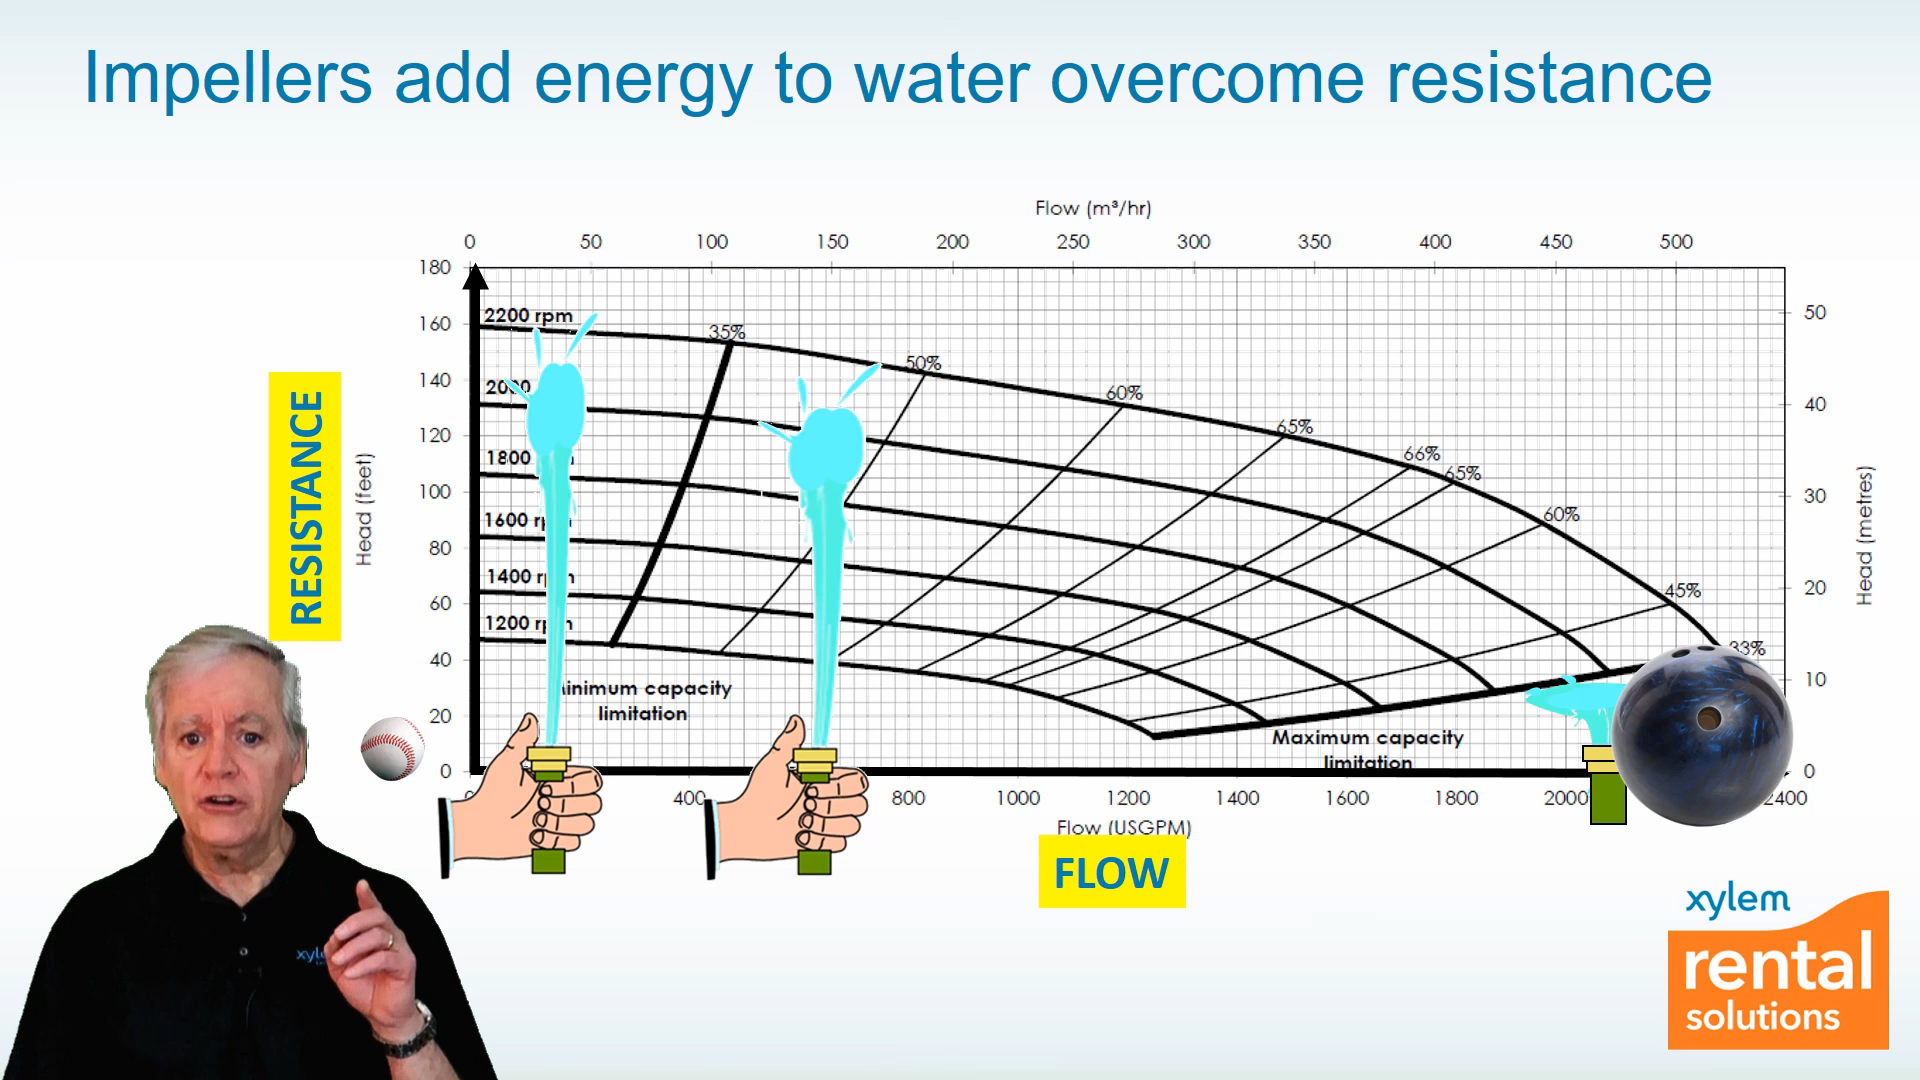 Impellers add energy to water overcome resistance
Flow (m³/hr)
0 50 100 150 200 250 300 350 400 450 500
180
160
140
120
100
80
60
40
20
0
2200 rpm
1800
1600
1400
1200
35%
50%
60%
65%
66%
65%
60%
45%
33%
50
40
30
20
10
0
RESISTANCE
Head (feet)
Head (metres)
capacity
limitation
Maximum capacity
limitation
400 800 1000 1200 1400 1600 1800 2000 2400
Flow (USGPM)
FLOW
xylem
rental
solutions